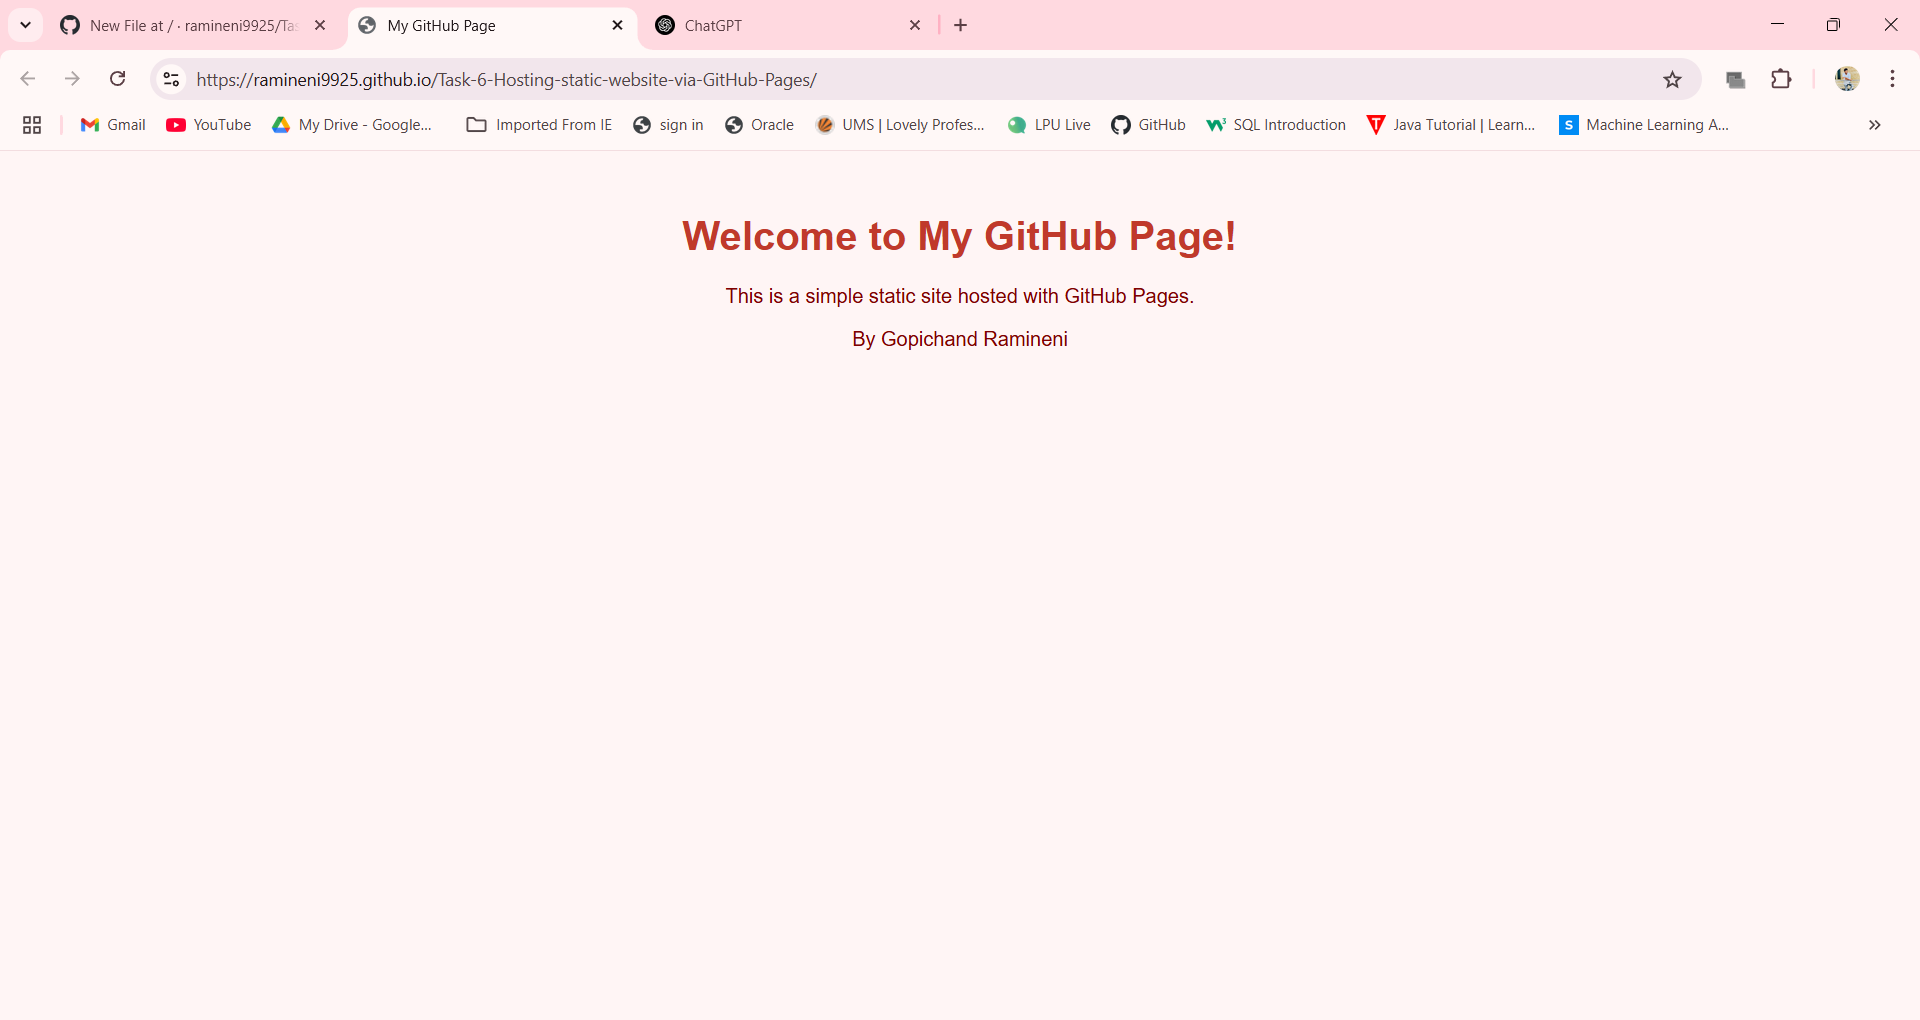 New File at / · ramineni9925/Tas
My GitHub Page
ChatGPT
https://ramineni9925.github.io/Task-6-Hosting-static-website-via-GitHub-Pages/
Gmail YouTube My Drive - Google... Imported From IE sign in Oracle UMS | Lovely Profes... LPU Live GitHub SQL Introduction Java Tutorial | Learn... Machine Learning A...
Welcome to My GitHub Page!
This is a simple static site hosted with GitHub Pages.
By Gopichand Ramineni